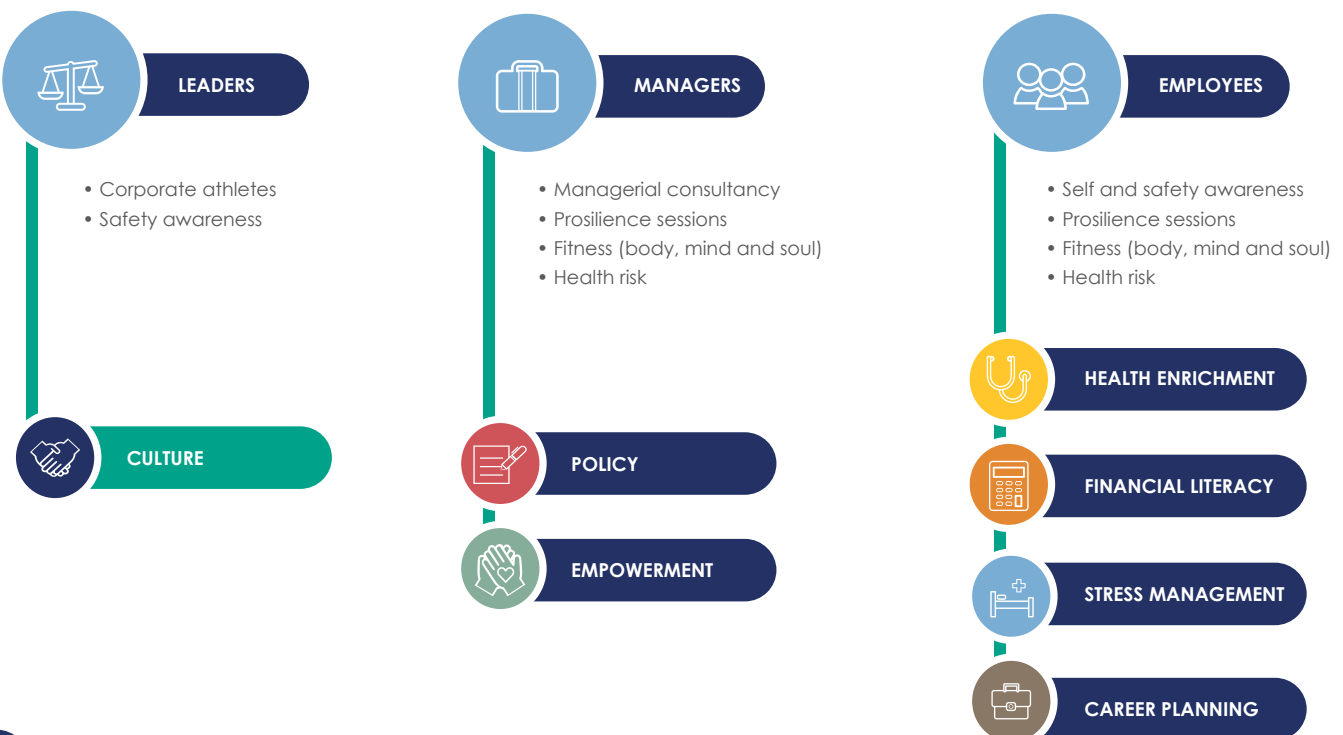 LEADERS
• Corporate athletes
• Safety awareness
CULTURE
MANAGERS
• Managerial consultancy
• Prosilience sessions
• Fitness (body, mind and soul)
• Health risk
POLICY
EMPOWERMENT
EMPLOYEES
• Self and safety awareness
• Prosilience sessions
• Fitness (body, mind and soul)
• Health risk
HEALTH ENRICHMENT
FINANCIAL LITERACY
STRESS MANAGEMENT
CAREER PLANNING